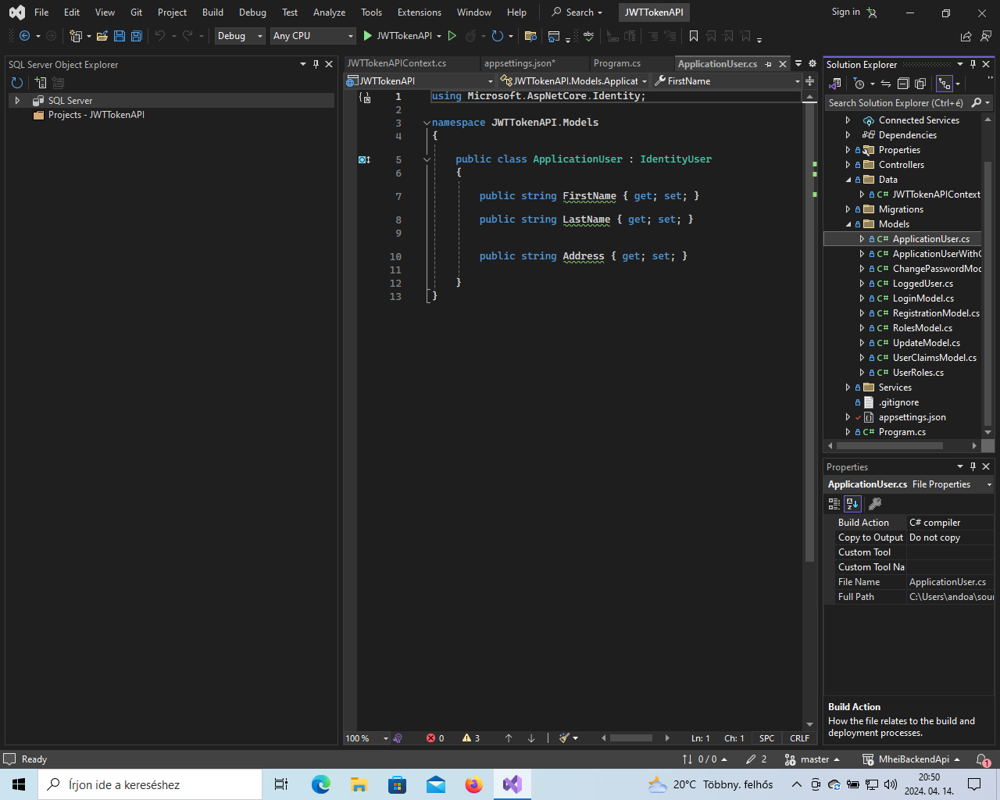 File Edit View Git Project Build Debug Test Analyze Tools Extensions Window Help Search JWTTokenAPI Sign in
Debug Any CPU JWTTokenAPI
SQL Server Object Explorer
SQL Server
Projects - JWTTokenAPI
JWTTokenAPIContext.cs appsettings.json* Program.cs ApplicationUser.cs
JWTTokenAPI JWTTokenAPI.Models.Applicat FirstName
1 using Microsoft.AspNetCore.Identity;
2
3 namespace JWTTokenAPI.Models
4 {
5 public class ApplicationUser : IdentityUser
6 {
7 public string FirstName { get; set; }
8 public string LastName { get; set; }
9
10 public string Address { get; set; }
11
12 }
13 }
100 % 0 3 Ln: 1 Ch: 1 SPC CRLF
Solution Explorer
Search Solution Explorer (Ctrl+é)
Connected Services
Dependencies
Properties
Controllers
Data
C# JWTTokenAPIContext
Migrations
Models
C# ApplicationUser.cs
C# ApplicationUserWithC
C# ChangePasswordMod
C# LoggedUser.cs
C# LoginModel.cs
C# RegistrationModel.cs
C# RolesModel.cs
C# UpdateModel.cs
C# UserClaimsModel.cs
C# UserRoles.cs
Services
.gitignore
appsettings.json
C# Program.cs
Properties
ApplicationUser.cs File Properties
Build Action C# compiler
Copy to Output Do not copy
Custom Tool
Custom Tool Na
File Name ApplicationUser.cs
Full Path C:\Users\andoa\sour
Build Action
How the file relates to the build and
deployment processes.
Ready 0 / 0 2 master MheiBackendApi 1
Írjon ide a kereséshez 20°C Többny. felhős 20:50
2024. 04. 14.